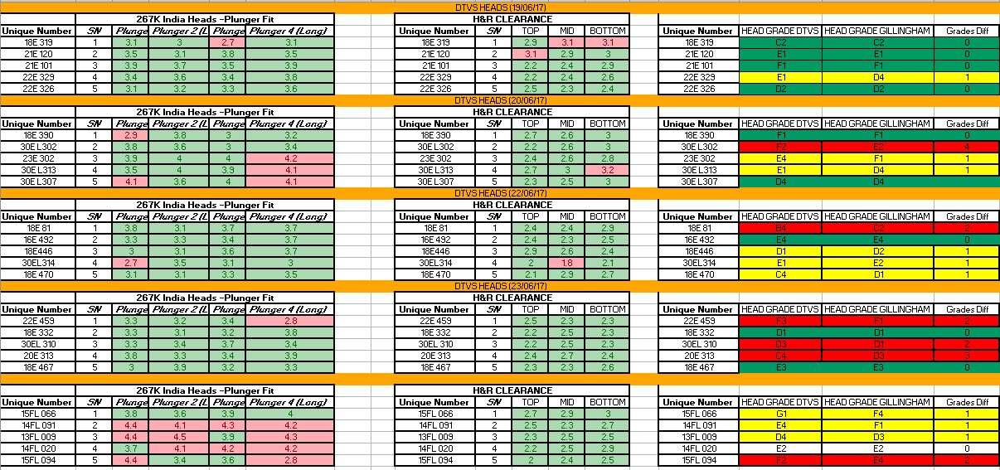 DTVS HEADS (19/06/17)
267K India Heads -Plunger Fit H&R CLEARANCE
Unique Number SN Plunge Plunger 2 (L Plunge Plunger 4 (Long) Unique Number SN TOP MID BOTTOM Unique Number HEAD GRADE DTVS HEAD GRADE GILLINGHAM Grades Diff
18E 319 1 3.1 3 2.7 3.1 18E 319 1 2.9 3.1 3.1 18E 319 C2 C2 0
21E 120 2 3.5 3.1 3.8 3.5 21E 120 2 3.1 2.9 3 21E 120 E1 E1 0
21E 101 3 3.9 3.7 3.5 3.9 21E 101 3 2.2 2.4 2.9 21E 101 F1 F1 0
22E 329 4 3.4 3.6 3.4 3.8 22E 329 4 2.2 2.4 2.6 22E 329 E1 D4 1
22E 326 5 3.1 3.2 3.3 3.6 22E 326 5 2.5 2.3 2.4 22E 326 D2 D2 0
DTVS HEADS (20/06/17)
267K India Heads -Plunger Fit H&R CLEARANCE
Unique Number SN Plunge Plunger 2 (L Plunge Plunger 4 (Long) Unique Number SN TOP MID BOTTOM Unique Number HEAD GRADE DTVS HEAD GRADE GILLINGHAM Grades Diff
18E 390 1 2.9 3.8 3 3.2 18E 390 1 2.7 2.6 3 18E 390 F1 F1 0
30E L302 2 3.8 3.6 3 3.4 30E L302 2 2.2 2.6 3 30E L302 F2 E2 4
23E 302 3 3.9 4 4 4.2 23E 302 3 2.4 2.6 2.8 23E 302 E4 F1 1
30E L313 4 3.5 4 3.9 4.1 30E L313 4 2.7 3 3.2 30E L313 E1 D4 1
30E L307 5 4.1 3.6 4 4.1 30E L307 5 2.3 2.5 3 30E L307 D4 D4
DTVS HEADS (22/06/17)
267K India Heads -Plunger Fit H&R CLEARANCE
Unique Number SN Plunge Plunger 2 (L Plunge Plunger 4 (Long) Unique Number SN TOP MID BOTTOM Unique Number HEAD GRADE DTVS HEAD GRADE GILLINGHAM Grades Diff
18E 81 1 3.8 3.1 3.7 3.7 18E 81 1 2.4 2.4 2.9 18E 81 B4 C2 2
16E 492 2 3.3 3.3 3.4 3.7 16E 492 2 2.3 2.4 2.5 16E 492 E4 E4 0
18E446 3 3 3.1 3.6 3.7 18E446 3 2.9 2.6 2.4 18E446 D1 D2 1
30EL314 4 2.7 3.5 3.1 3 30EL314 4 2 1.8 2.1 30EL314 E1 E2 1
18E 470 5 3.1 3.1 3.3 3.5 18E 470 5 2.1 2.9 2.7 18E 470 C4 D1 1
DTVS HEADS (23/06/17)
267K India Heads -Plunger Fit H&R CLEARANCE
Unique Number SN Plunge Plunger 2 (L Plunge Plunger 4 (Long) Unique Number SN TOP MID BOTTOM Unique Number HEAD GRADE DTVS HEAD GRADE GILLINGHAM Grades Diff
22E 459 1 3.3 3.2 3.4 2.8 22E 459 1 2.5 2.3 2.3 22E 459 F3 F1 2
18E 332 2 3.3 3.1 3.2 3.8 18E 332 2 2.2 2.5 2.3 18E 332 D1 D1 0
30EL 310 3 3.3 3.4 3.7 3.4 30EL 310 3 2.2 2.5 2.3 30EL 310 D3 D1 2
20E 313 4 3.8 3.3 3.4 3.9 20E 313 4 2.4 2.7 2.4 20E 313 C4 D3 3
18E 467 5 3 3.9 3.2 3.3 18E 467 5 2.3 2.3 2.6 18E 467 E3 E3 0
267K India Heads -Plunger Fit H&R CLEARANCE
Unique Number SN Plunge Plunger 2 (L Plunge Plunger 4 (Long) Unique Number SN TOP MID BOTTOM Unique Number HEAD GRADE DTVS HEAD GRADE GILLINGHAM Grades Diff
15FL 066 1 3.8 3.6 3.9 4 15FL 066 1 2.7 2.9 3 15FL 066 G1 F4 1
14FL 091 2 4.4 4.1 4.3 4.2 14FL 091 2 2.5 2.3 2.7 14FL 091 E4 F1 1
13FL 009 3 4.4 4.5 3.9 4.3 13FL 009 3 2.3 2.5 2.5 13FL 009 D4 D3 1
14FL 020 4 3.7 4.1 4.2 4.2 14FL 020 4 2.2 2.5 2.9 14FL 020 E2 E2 0
15FL 094 5 4.4 3.4 3.6 2.8 15FL 094 5 2 2.4 2.5 15FL 094 F2 E4 2